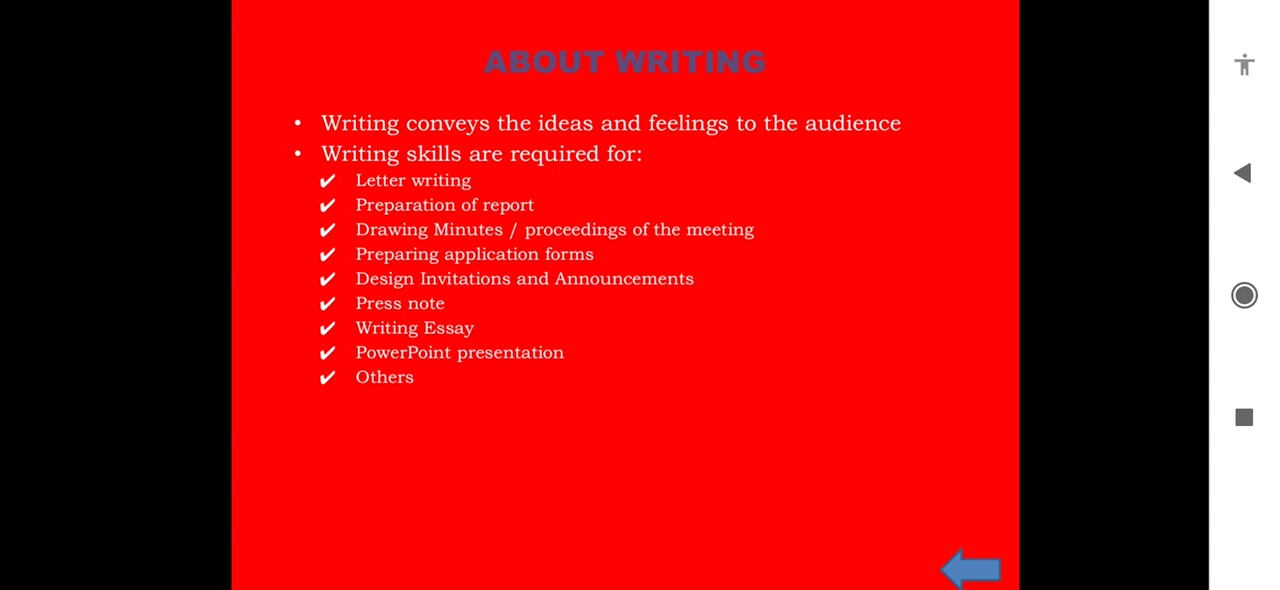 ABOUT WRITING
• Writing conveys the ideas and feelings to the audience
• Writing skills are required for:
✔ Letter writing
✔ Preparation of report
✔ Drawing Minutes / proceedings of the meeting
✔ Preparing application forms
✔ Design Invitations and Announcements
✔ Press note
✔ Writing Essay
✔ PowerPoint presentation
✔ Others